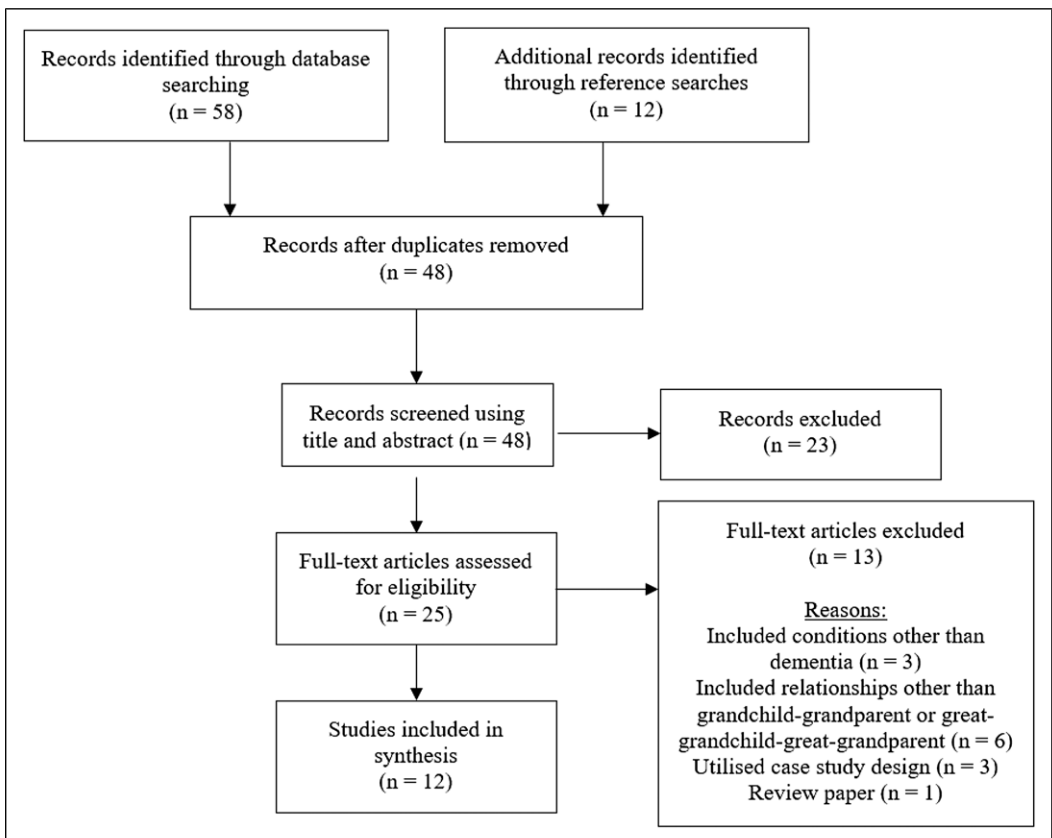 Records identified through database
searching
(n = 58)
Additional records identified
through reference searches
(n = 12)
Records after duplicates removed
(n = 48)
Records screened using
title and abstract (n = 48)
Records excluded
(n = 23)
Full-text articles assessed
for eligibility
(n = 25)
Full-text articles excluded
(n = 13)
Reasons:
Included conditions other than
dementia (n = 3)
Included relationships other than
grandchild-grandparent or great-
grandchild-great-grandparent (n = 6)
Utilised case study design (n = 3)
Review paper (n = 1)
Studies included in
synthesis
(n = 12)